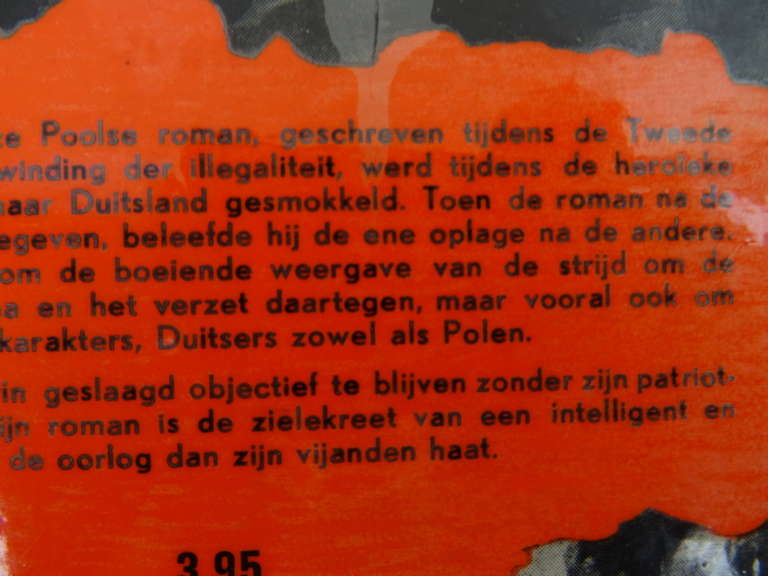 ke Poolse roman, geschreven tijdens de Tweede
winding der illegaliteit, werd tijdens de heroïeke
naar Duitsland gesmokkeld. Toen de roman na de
egeven, beleefde hij de ene oplage na de andere.
om de boeiende weergave van de strijd om de
a en het verzet daartegen, maar vooral ook om
karakters, Duitsers zowel als Polen.
in geslaagd objectief te blijven zonder zijn patriot-
ijn roman is de zielekreet van een intelligent en
de oorlog dan zijn vijanden haat.
3.95